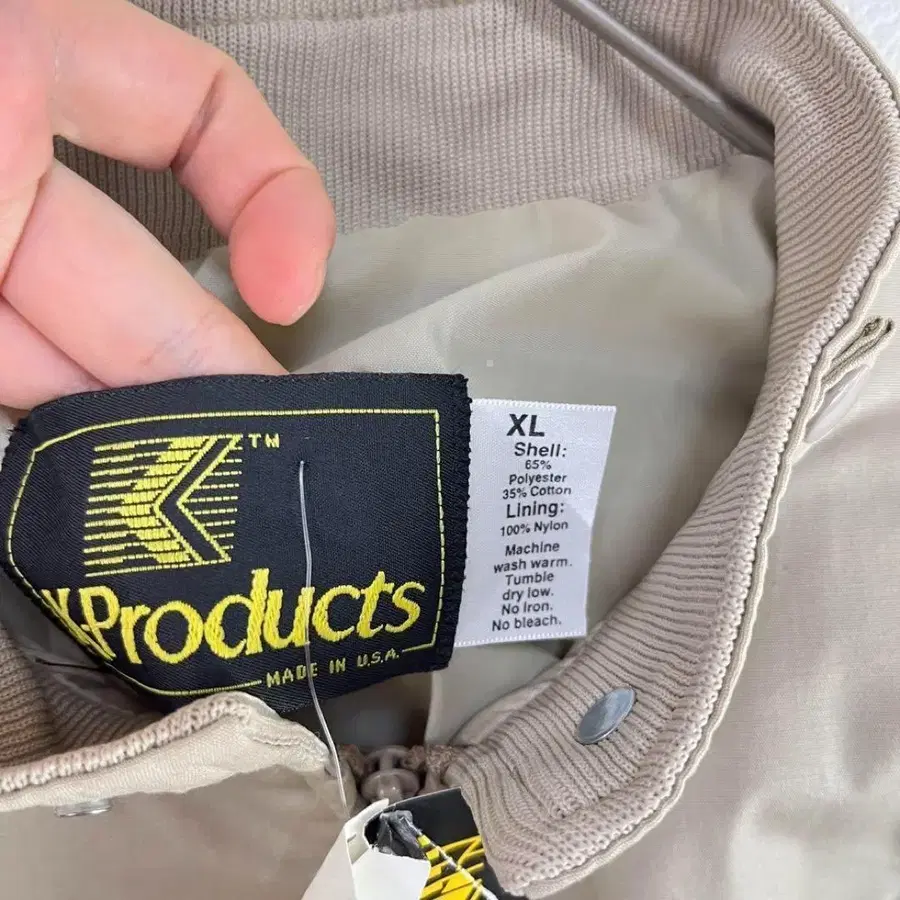 TM
K-Products
MADE IN U.S.A.
XL
Shell:
65%
Polyester
35% Cotton
Lining:
100% Nylon
Machine
wash warm.
Tumble
dry low.
No Iron.
No bleach.